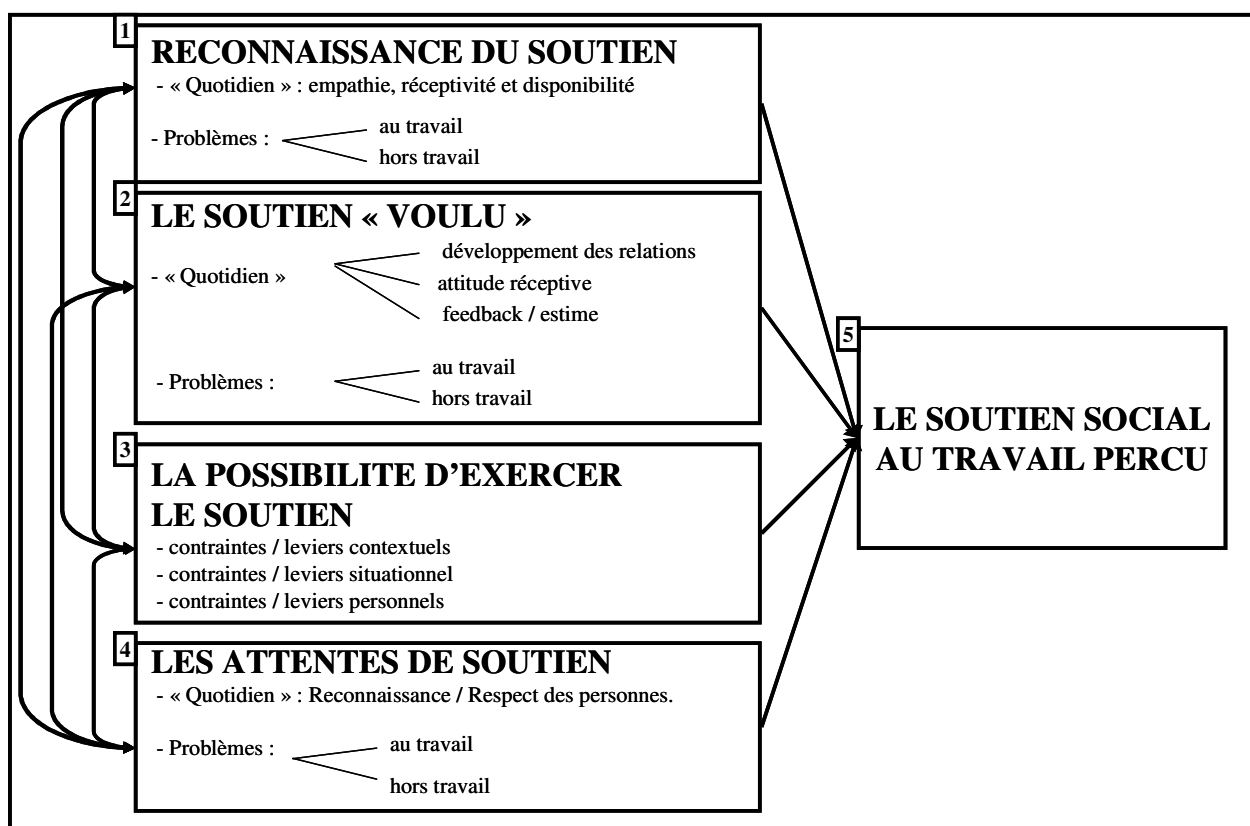 1
RECONNAISSANCE DU SOUTIEN
- « Quotidien » : empathie, réceptivité et disponibilité
- Problèmes :
au travail
hors travail
2
LE SOUTIEN « VOULU »
- « Quotidien »
développement des relations
attitude réceptive
feedback / estime
- Problèmes :
au travail
hors travail
3
LA POSSIBILITE D'EXERCER
LE SOUTIEN
- contraintes / leviers contextuels
- contraintes / leviers situationnel
- contraintes / leviers personnels
4
LES ATTENTES DE SOUTIEN
- « Quotidien » : Reconnaissance / Respect des personnes.
- Problèmes :
au travail
hors travail
5
LE SOUTIEN SOCIAL
AU TRAVAIL PERCU